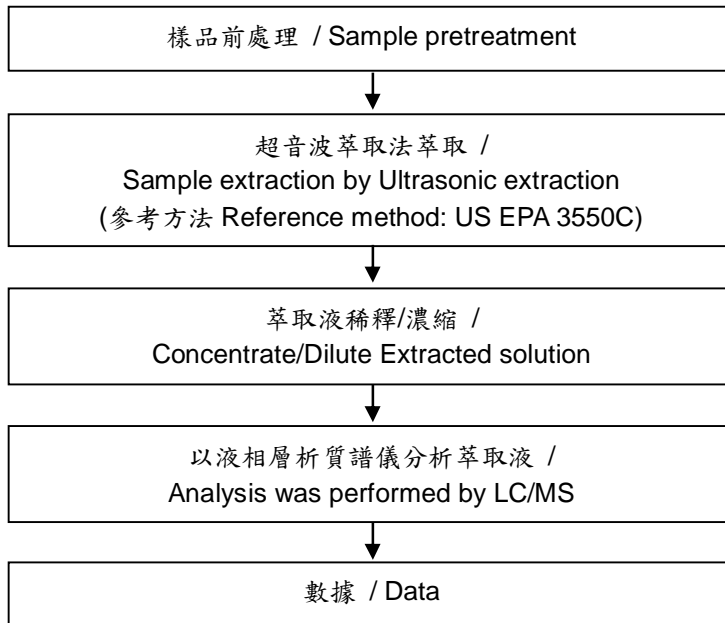 樣品前處理 / Sample pretreatment
超音波萃取法萃取 /
Sample extraction by Ultrasonic extraction
(參考方法 Reference method: US EPA 3550C)
萃取液稀釋/濃縮 /
Concentrate/Dilute Extracted solution
以液相層析質譜儀分析萃取液 /
Analysis was performed by LC/MS
數據 / Data